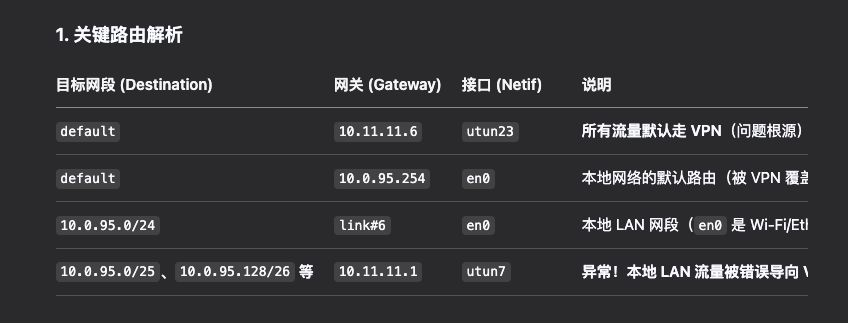 1. 关键路由解析
目标网段 (Destination) 网关 (Gateway) 接口 (Netif) 说明
default 10.11.11.6 utun23 所有流量默认走 VPN（问题根源）
default 10.0.95.254 en0 本地网络的默认路由（被 VPN 覆盖
10.0.95.0/24 link#6 en0 本地 LAN 网段（en0 是 Wi-Fi/Eth
10.0.95.0/25、10.0.95.128/26 等 10.11.11.1 utun7 异常！本地 LAN 流量被错误导向 V